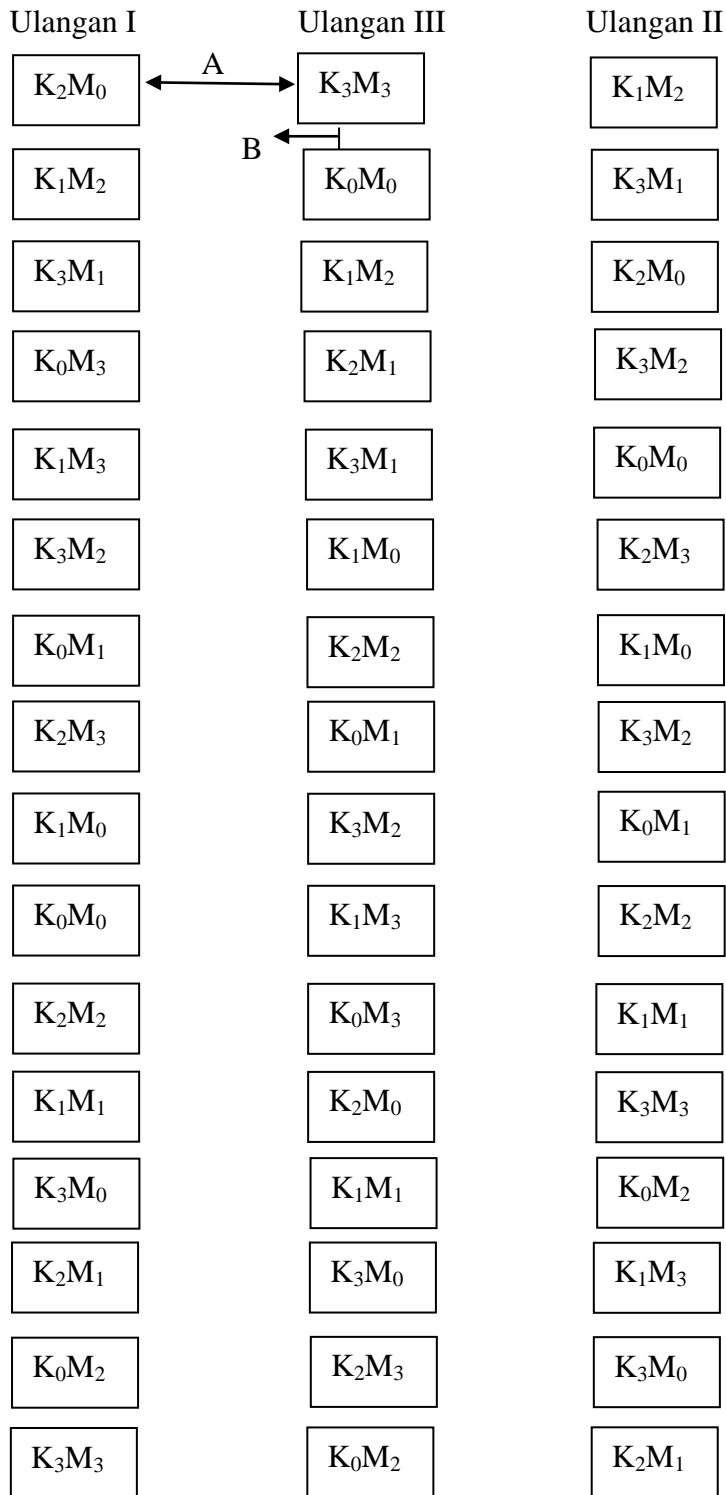 Ulangan I Ulangan III Ulangan II
K₂M₀ A K₃M₃ K₁M₂
B
K₁M₂ K₀M₀ K₃M₁
K₃M₁ K₁M₂ K₂M₀
K₀M₃ K₂M₁ K₃M₂
K₁M₃ K₃M₁ K₀M₀
K₃M₂ K₁M₀ K₂M₃
K₀M₁ K₂M₂ K₁M₀
K₂M₃ K₀M₁ K₃M₂
K₁M₀ K₃M₂ K₀M₁
K₀M₀ K₁M₃ K₂M₂
K₂M₂ K₀M₃ K₁M₁
K₁M₁ K₂M₀ K₃M₃
K₃M₀ K₁M₁ K₀M₂
K₂M₁ K₃M₀ K₁M₃
K₀M₂ K₂M₃ K₃M₀
K₃M₃ K₀M₂ K₂M₁